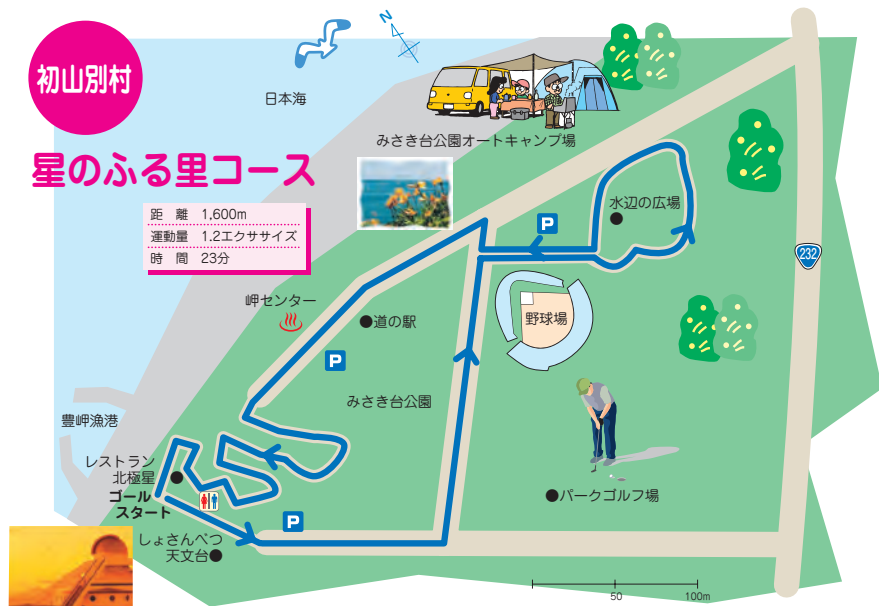 初山別村
星のふる里コース
距　離　1,600m
運動量　1.2エクササイズ
時　間　23分
日本海
N
みさき台公園オートキャンプ場
水辺の広場
P
232
岬センター
道の駅
野球場
P
みさき台公園
豊岬漁港
レストラン
北極星
ゴール
スタート
P
パークゴルフ場
しょさんべつ
天文台
50　100m